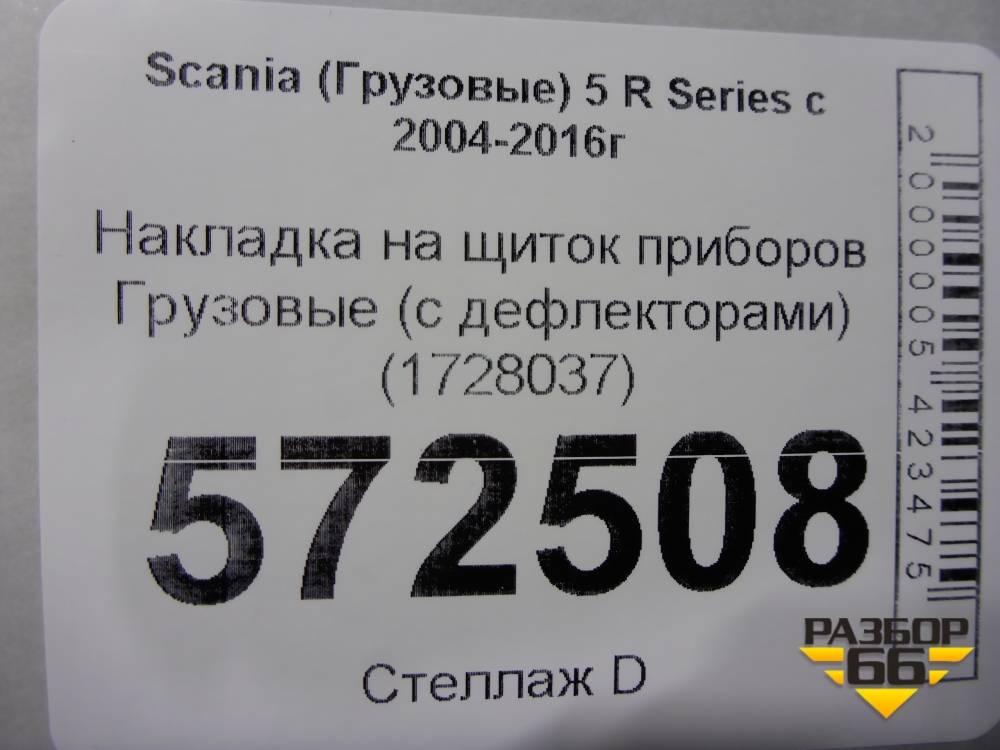 Scania (Грузовые) 5 R Series с
2004-2016г
Накладка на щиток приборов
Грузовые (с дефлекторами)
(1728037)
572508
Стеллаж D
2000005423475
РАЗБОР
66